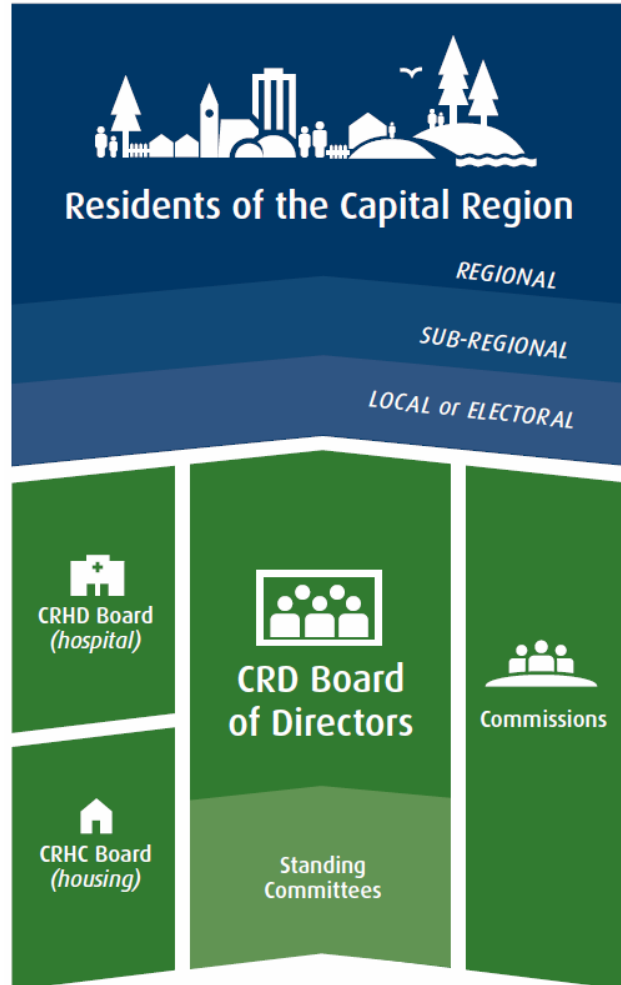 Residents of the Capital Region
REGIONAL
SUB-REGIONAL
LOCAL or ELECTORAL
CRHD Board
(hospital)
CRHC Board
(housing)
CRD Board
of Directors
Standing
Committees
Commissions